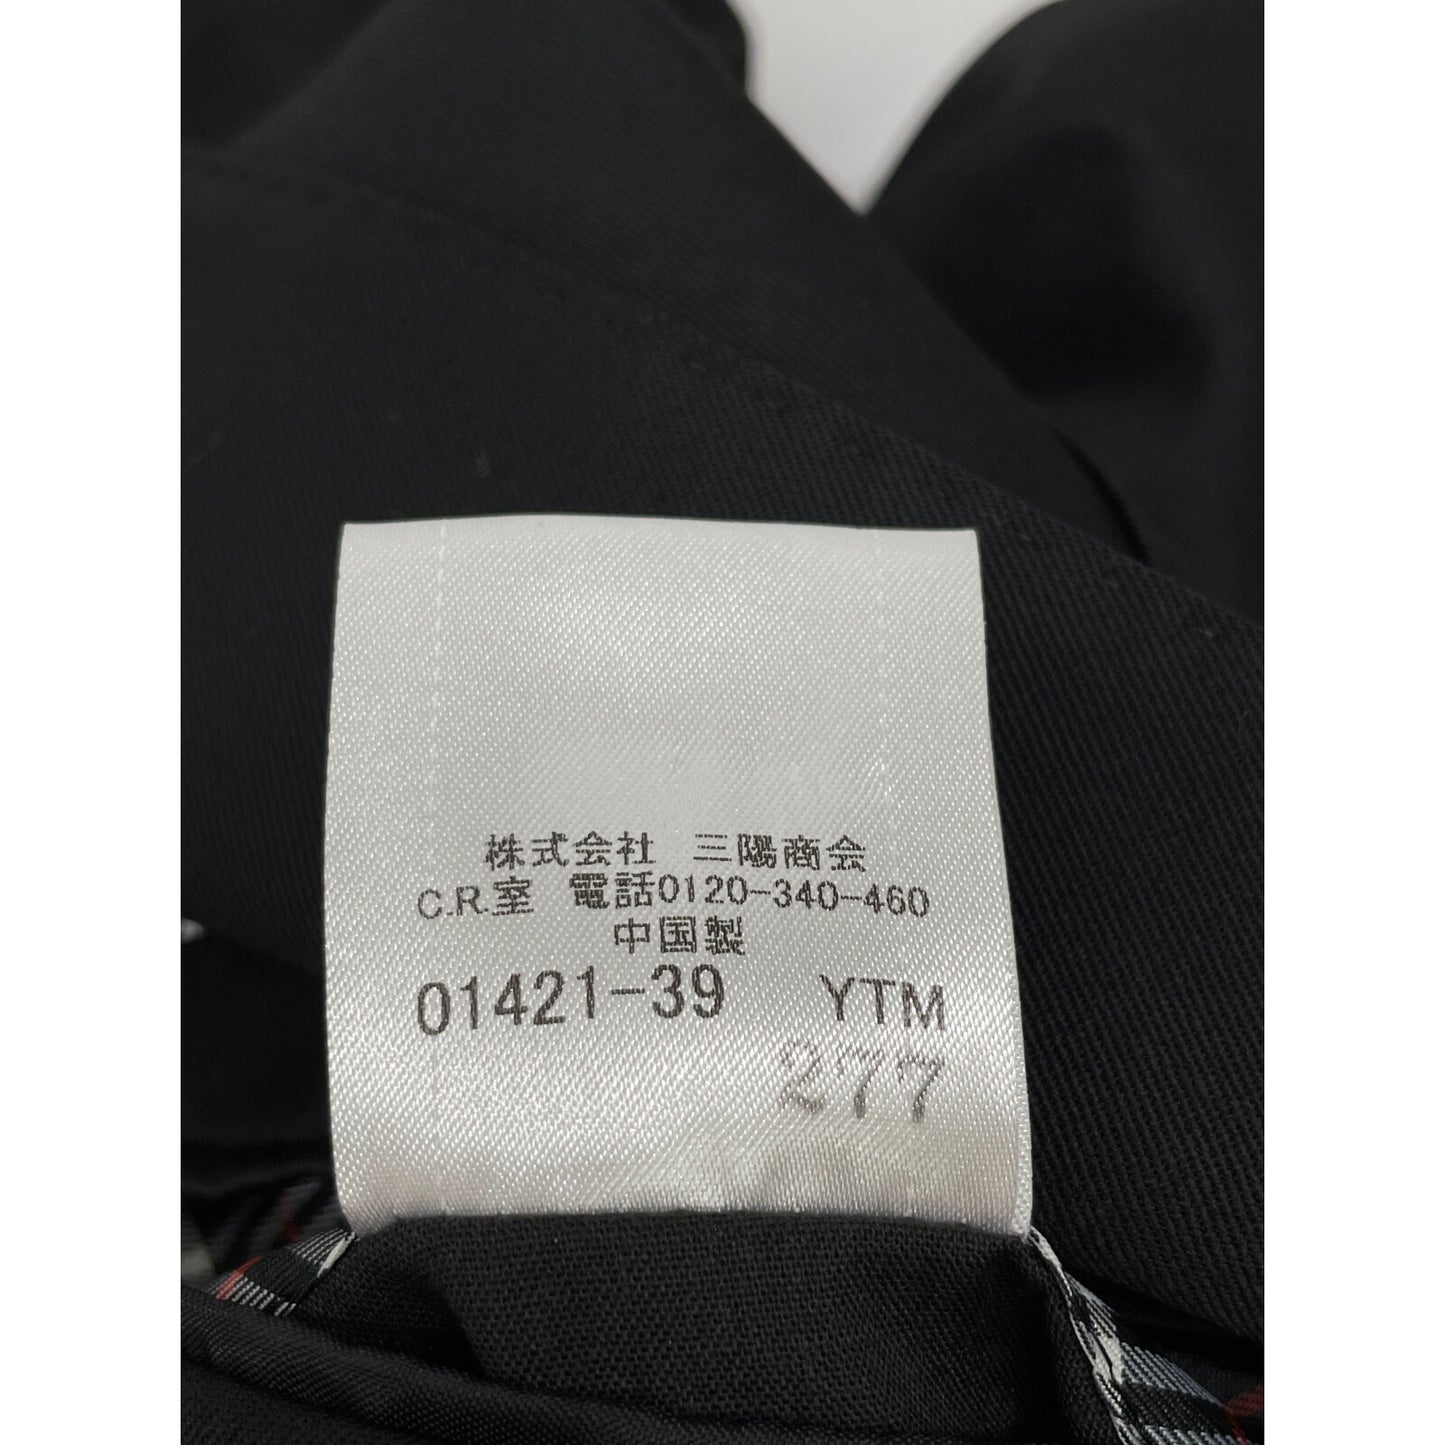 株式会社 三陽商会
C.R.室 電話0120-340-460
中国製
01421-39 YTM
277